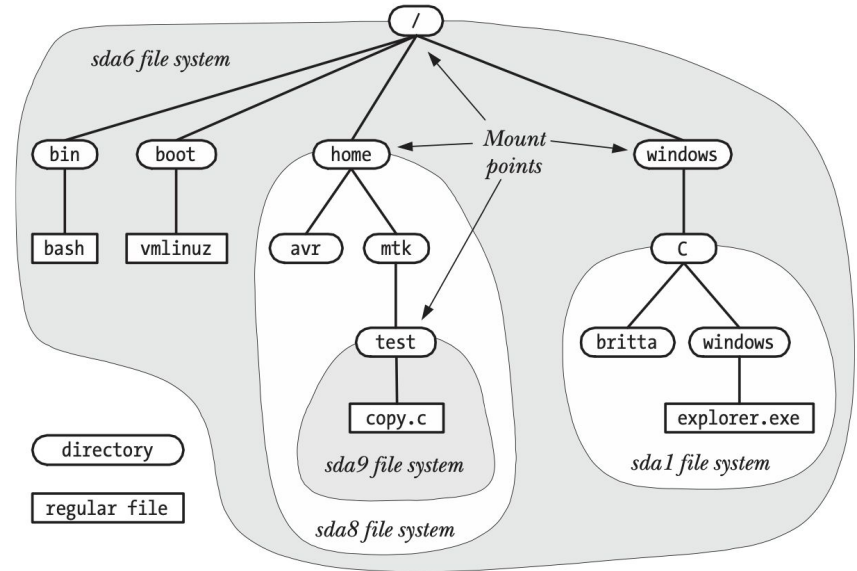 /
sda6 file system
bin
boot
home
Mount
points
windows
bash
vmlinuz
avr
mtk
C
test
britta
windows
copy.c
explorer.exe
directory
sda9 file system
sda1 file system
regular file
sda8 file system